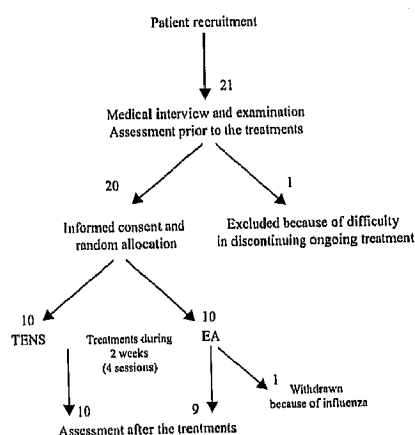 Patient recruitment
21
Medical interview and examination
Assessment prior to the treatments
20
1
Informed consent and
random allocation
Excluded because of difficulty
in discontinuing ongoing treatment
10
TENS
Treatments during
2 weeks
(4 sessions)
10
EA
1
Withdrawn
because of influenza
10
9
Assessment after the treatments